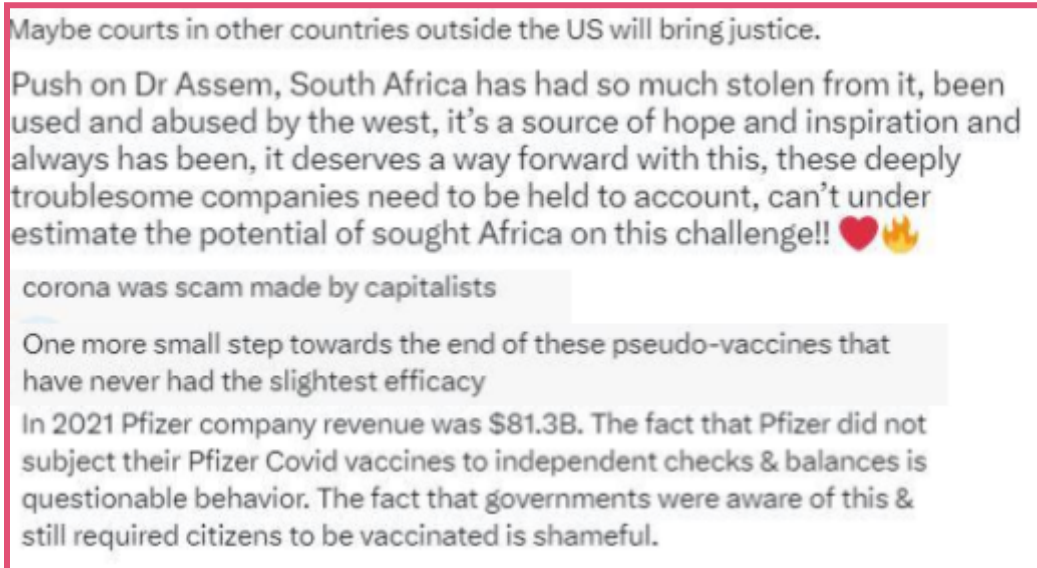 Maybe courts in other countries outside the US will bring justice.
Push on Dr Assem, South Africa has had so much stolen from it, been
used and abused by the west, it’s a source of hope and inspiration and
always has been, it deserves a way forward with this, these deeply
troublesome companies need to be held to account, can’t under
estimate the potential of sought Africa on this challenge!! ❤️🔥
corona was scam made by capitalists
One more small step towards the end of these pseudo-vaccines that
have never had the slightest efficacy
In 2021 Pfizer company revenue was $81.3B. The fact that Pfizer did not
subject their Pfizer Covid vaccines to independent checks & balances is
questionable behavior. The fact that governments were aware of this &
still required citizens to be vaccinated is shameful.